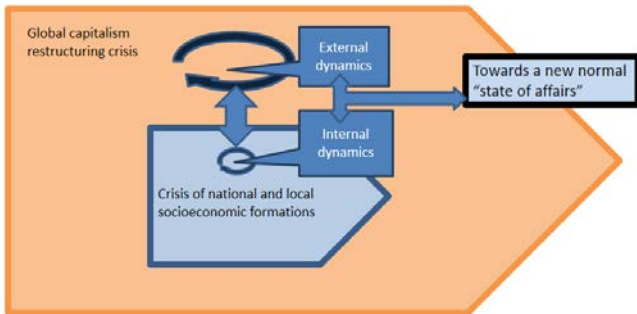 Global capitalism
restructuring crisis
External
dynamics
Towards a new normal
“state of affairs”
Internal
dynamics
Crisis of national and local
socioeconomic formations